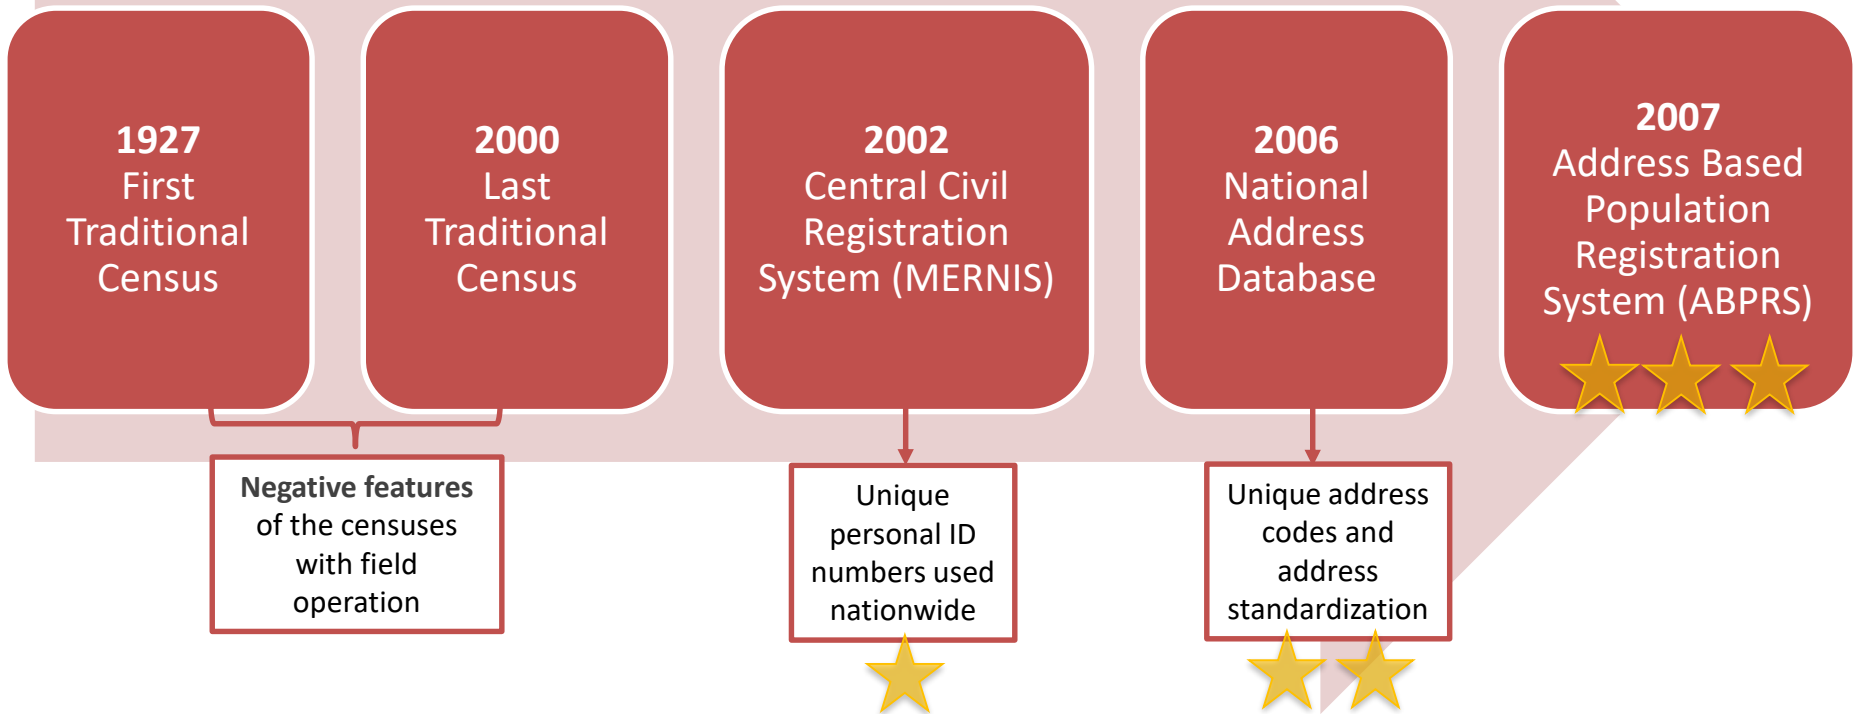 1927
First
Traditional
Census
2000
Last
Traditional
Census
2002
Central Civil
Registration
System (MERNIS)
2006
National
Address
Database
2007
Address Based
Population
Registration
System (ABPRS)
Negative features
of the censuses
with field
operation
Unique
personal ID
numbers used
nationwide
Unique address
codes and
address
standardization